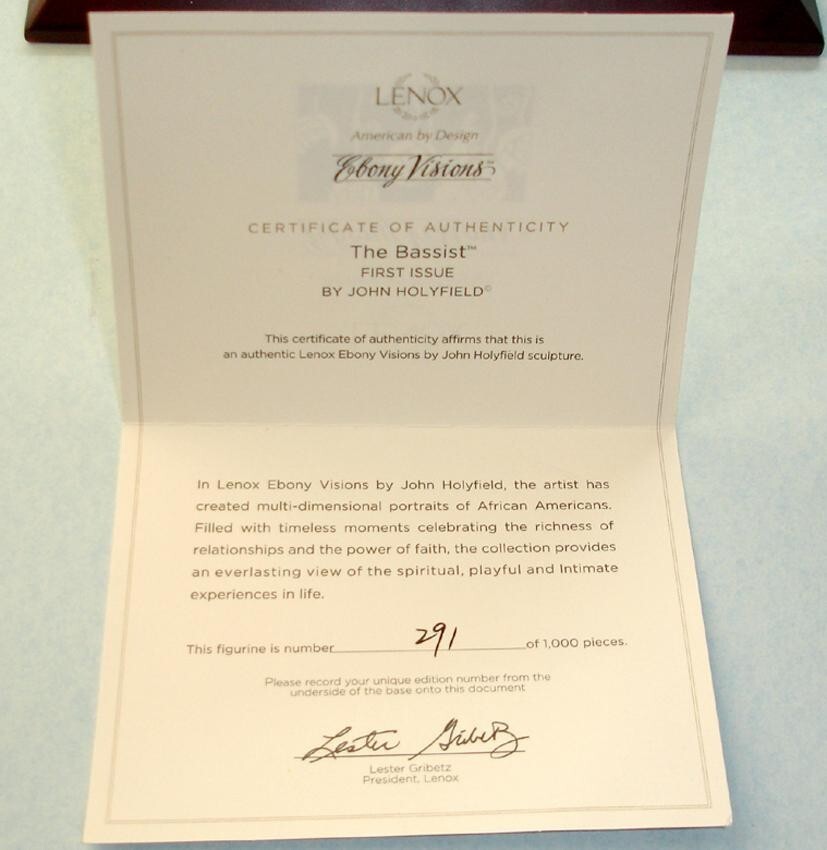 LENOX
American by Design
Ebony Visions™
CERTIFICATE OF AUTHENTICITY
The Bassist™
FIRST ISSUE
BY JOHN HOLYFIELD©
This certificate of authenticity affirms that this is
an authentic Lenox Ebony Visions by John Holyfield sculpture.
In Lenox Ebony Visions by John Holyfield, the artist has
created multi-dimensional portraits of African Americans.
Filled with timeless moments celebrating the richness of
relationships and the power of faith, the collection provides
an everlasting view of the spiritual, playful and Intimate
experiences in life.
This figurine is number 291 of 1,000 pieces.
Please record your unique edition number from the
underside of the base onto this document
Lester Gribetz
Lester Gribetz
President, Lenox